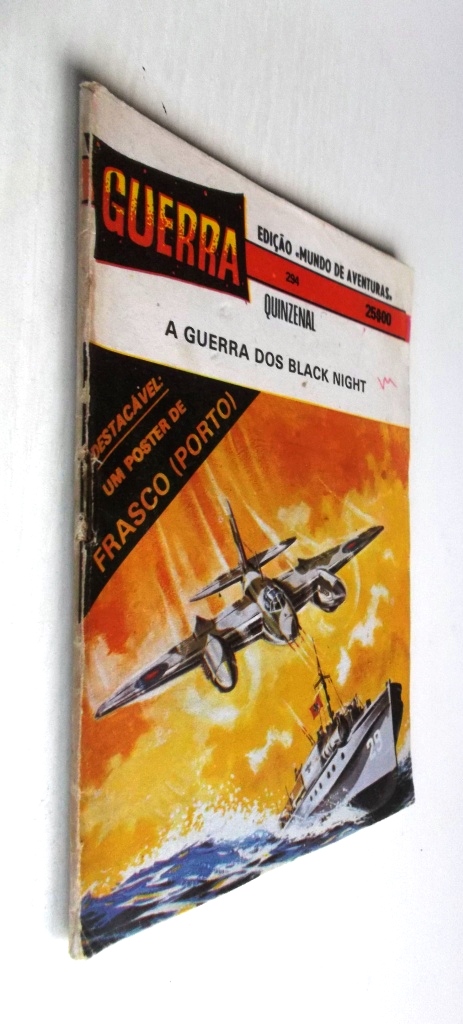 GUERRA
EDIÇÃO «MUNDO DE AVENTURAS»
294
25$00
QUINZENAL
A GUERRA DOS BLACK NIGHT
DESTACÁVEL:
UM POSTER DE
FRASCO (PORTO)
29